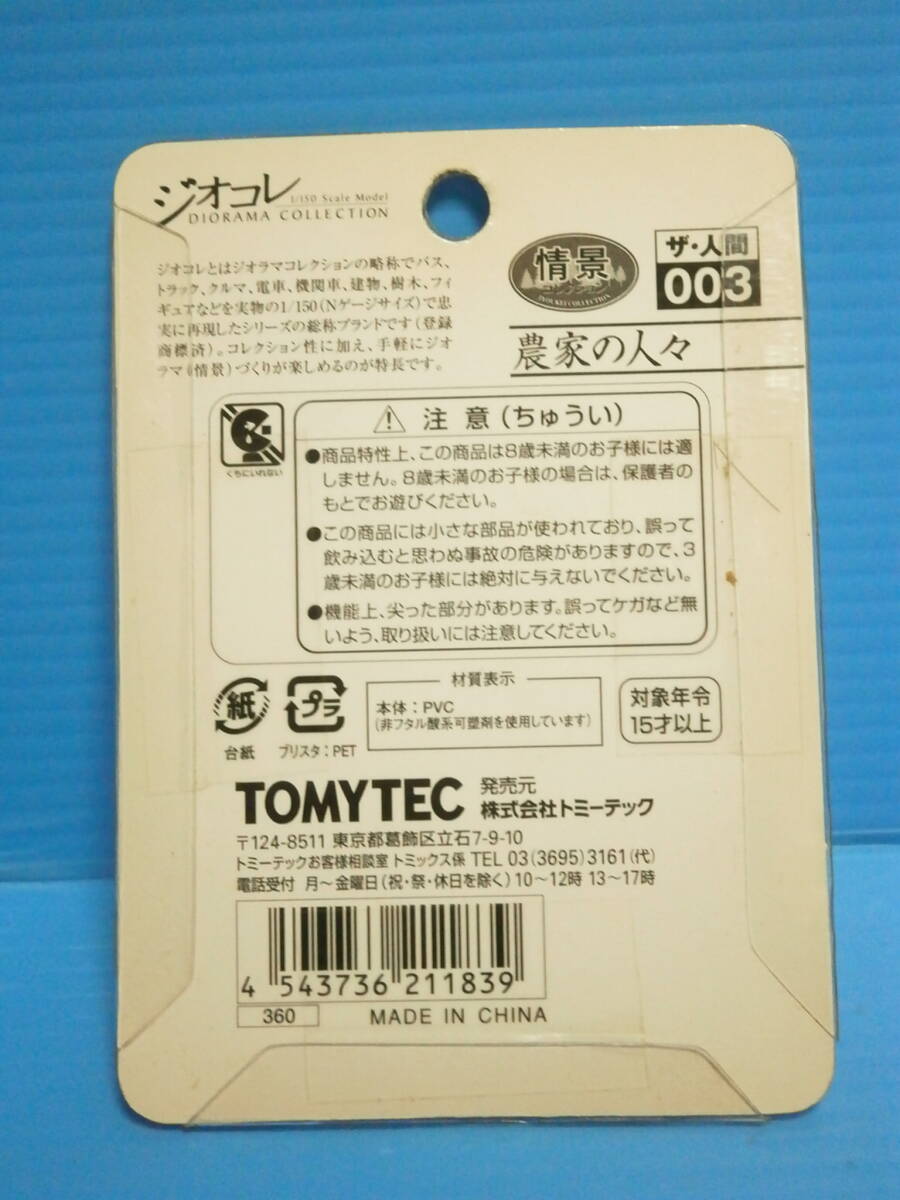 ジオコレ
1/150 Scale Model
DIORAMA COLLECTION
ジオコレとはジオラマコレクションの略称でバス、
トラック、クルマ、電車、機関車、建物、樹木、フィ
ギュアなどを実物の1/150(Nゲージサイズ)で忠
実に再現したシリーズの総称ブランドです(登録
商標済)。コレクション性に加え、手軽にジオ
ラマ(情景)づくりが楽しめるのが特長です。
情景
コレクション
JYOUKEI COLLECTION
ザ・人間
003
農家の人々
くちにいれない
注意(ちゅうい)
●商品特性上、この商品は8歳未満のお子様には適
しません。8歳未満のお子様の場合は、保護者の
もとでお遊びください。
●この商品には小さな部品が使われており、誤って
飲み込むと思わぬ事故の危険がありますので、3
歳未満のお子様には絶対に与えないでください。
●機能上、尖った部分があります。誤ってケガなど無
いよう、取り扱いには注意してください。
紙
台紙
プラ
ブリスタ:PET
材質表示
本体:PVC
(非フタル酸系可塑剤を使用しています)
対象年令
15才以上
TOMYTEC
発売元
株式会社トミーテック
〒124-8511 東京都葛飾区立石7-9-10
トミーテックお客様相談室 トミックス係 TEL 03(3695)3161(代)
電話受付 月~金曜日(祝・祭・休日を除く)10~12時 13~17時
4 543736 211839
360
MADE IN CHINA